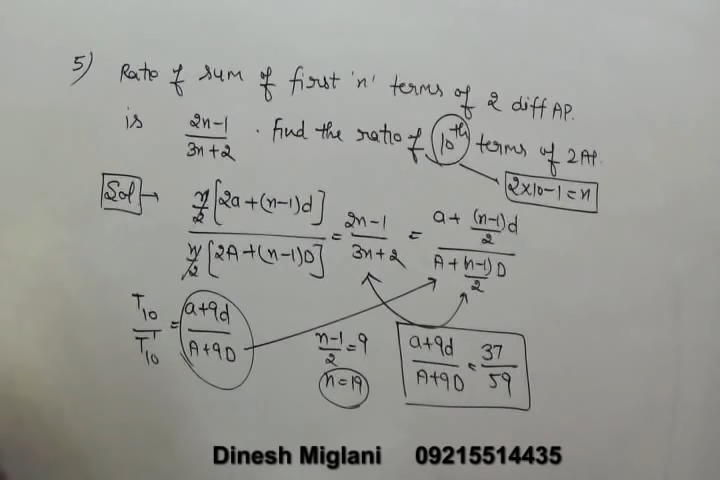 5) Ratio of sum of first 'n' terms of 2 diff AP.
is (2n-1)/(3n+2) . find the ratio of 10th terms of 2AP.
2×10-1=n
Sol → n/2[2a+(n-1)d] / n/2[2A+(n-1)D] = (2n-1)/(3n+2) = (a+(n-1)/2 d) / (A+(n-1)/2 D)
T10/T'10 = (a+9d)/(A+9D)
(n-1)/2 = 9
n=19
(a+9d)/(A+9D) = 37/59
Dinesh Miglani 09215514435